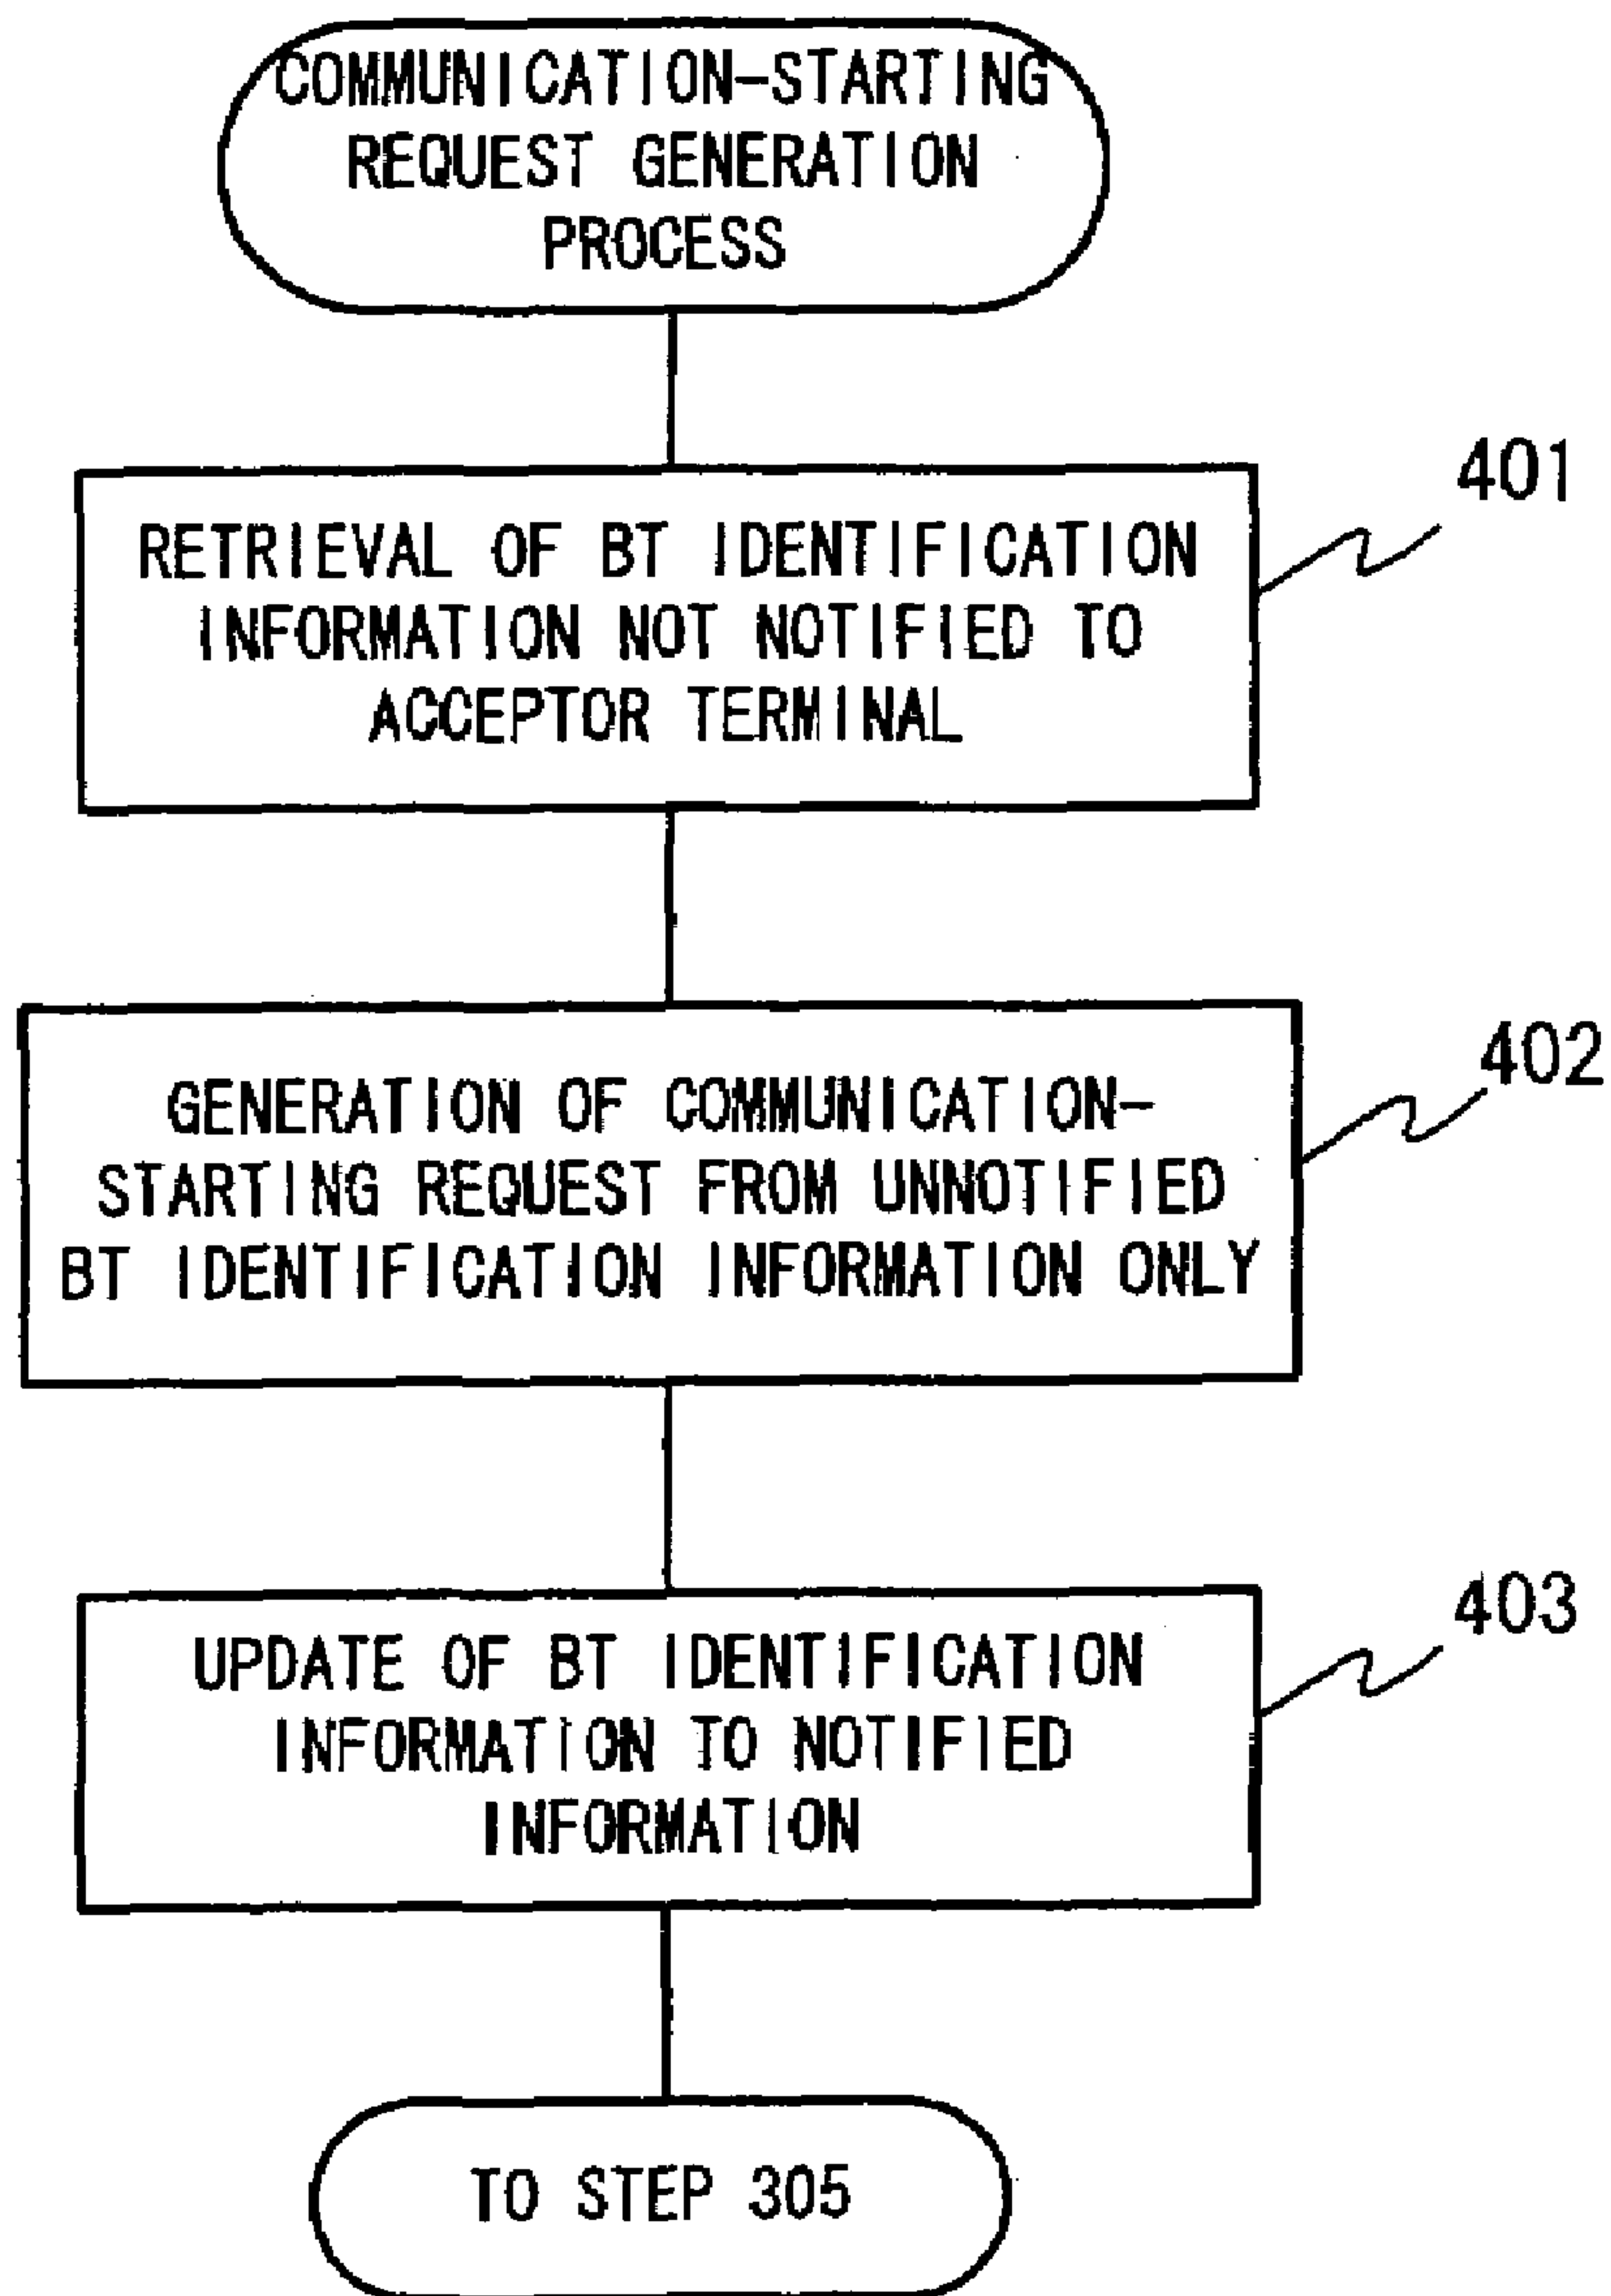 COMMUNICATION-STARTING
REQUEST GENERATION
PROCESS
401
RETRIEVAL OF BT IDENTIFICATION
INFORMATION NOT NOTIFIED TO
ACCEPTOR TERMINAL
402
GENERATION OF COMMUNICATION-
STARTING REQUEST FROM UNNOTIFIED
BT IDENTIFICATION INFORMATION ONLY
403
UPDATE OF BT IDENTIFICATION
INFORMATION TO NOTIFIED
INFORMATION
TO STEP 305